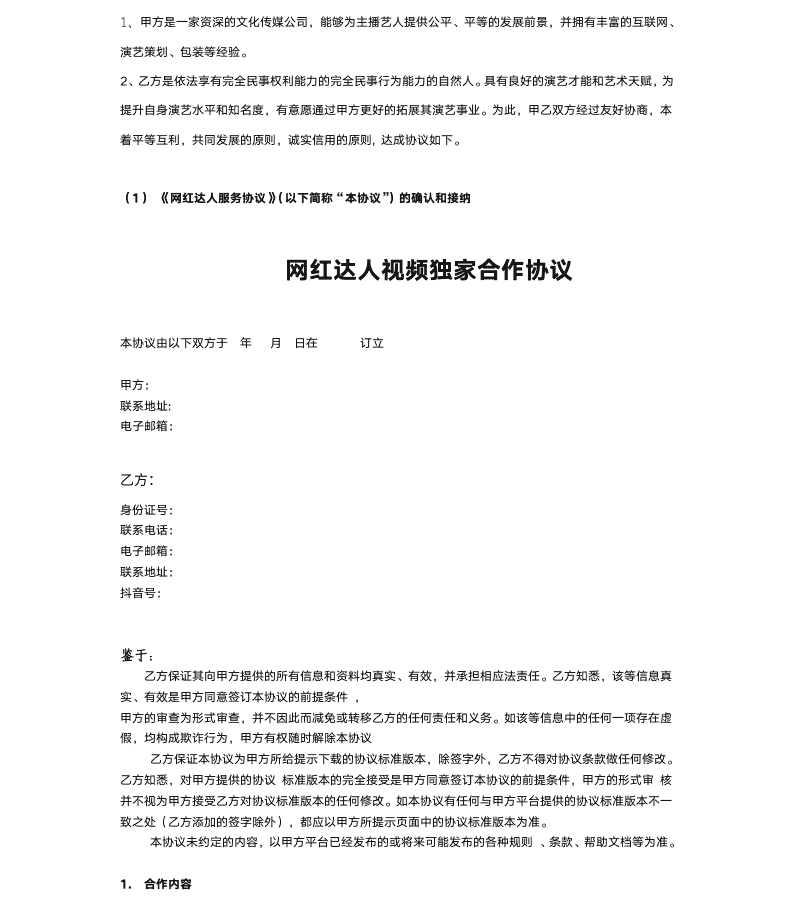 1、甲方是一家资深的文化传媒公司，能够为主播艺人提供公平、平等的发展前景，并拥有丰富的互联网、
演艺策划、包装等经验。
2、乙方是依法享有完全民事权利能力的完全民事行为能力的自然人。具有良好的演艺才能和艺术天赋，为
提升自身演艺水平和知名度，有意愿通过甲方更好的拓展其演艺事业。为此，甲乙双方经过友好协商，本
着平等互利，共同发展的原则，诚实信用的原则, 达成协议如下。
（1） 《网红达人服务协议》(以下简称“本协议”) 的确认和接纳
网红达人视频独家合作协议
本协议由以下双方于 年 月 日在 订立
甲方：
联系地址:
电子邮箱：
乙方：
身份证号：
联系电话：
电子邮箱：
联系地址：
抖音号：
鉴于：
乙方保证其向甲方提供的所有信息和资料均真实、有效，并承担相应法责任。乙方知悉，该等信息真
实、有效是甲方同意签订本协议的前提条件 ，
甲方的审查为形式审查，并不因此而减免或转移乙方的任何责任和义务。如该等信息中的任何一项存在虚
假，均构成欺诈行为，甲方有权随时解除本协议
乙方保证本协议为甲方所给提示下载的协议标准版本，除签字外，乙方不得对协议条款做任何修改。
乙方知悉，对甲方提供的协议 标准版本的完全接受是甲方同意签订本协议的前提条件，甲方的形式审 核
并不视为甲方接受乙方对协议标准版本的任何修改。如本协议有任何与甲方平台提供的协议标准版本不一
致之处（乙方添加的签字除外），都应以甲方所提示页面中的协议标准版本为准。
本协议未约定的内容，以甲方平台已经发布的或将来可能发布的各种规则 、条款、帮助文档等为准。
1. 合作内容